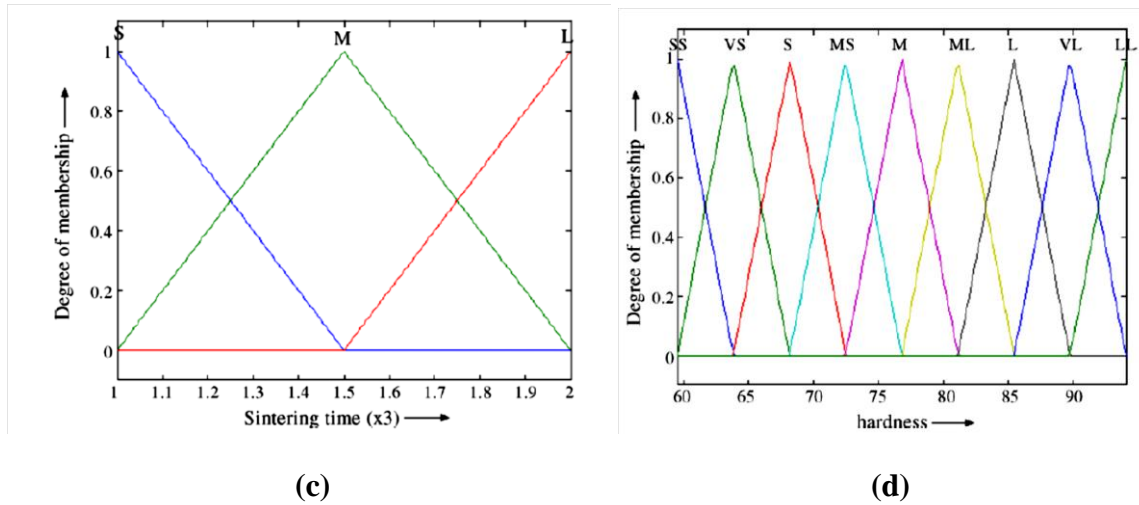 S M L
1
0.8
0.6
0.4
0.2
0
Degree of membership
1 1.1 1.2 1.3 1.4 1.5 1.6 1.7 1.8 1.9 2
Sintering time (x3)
(c)
SS VS S MS M ML L VL LL
1
0.8
0.6
0.4
0.2
0
Degree of membership
60 65 70 75 80 85 90
hardness
(d)